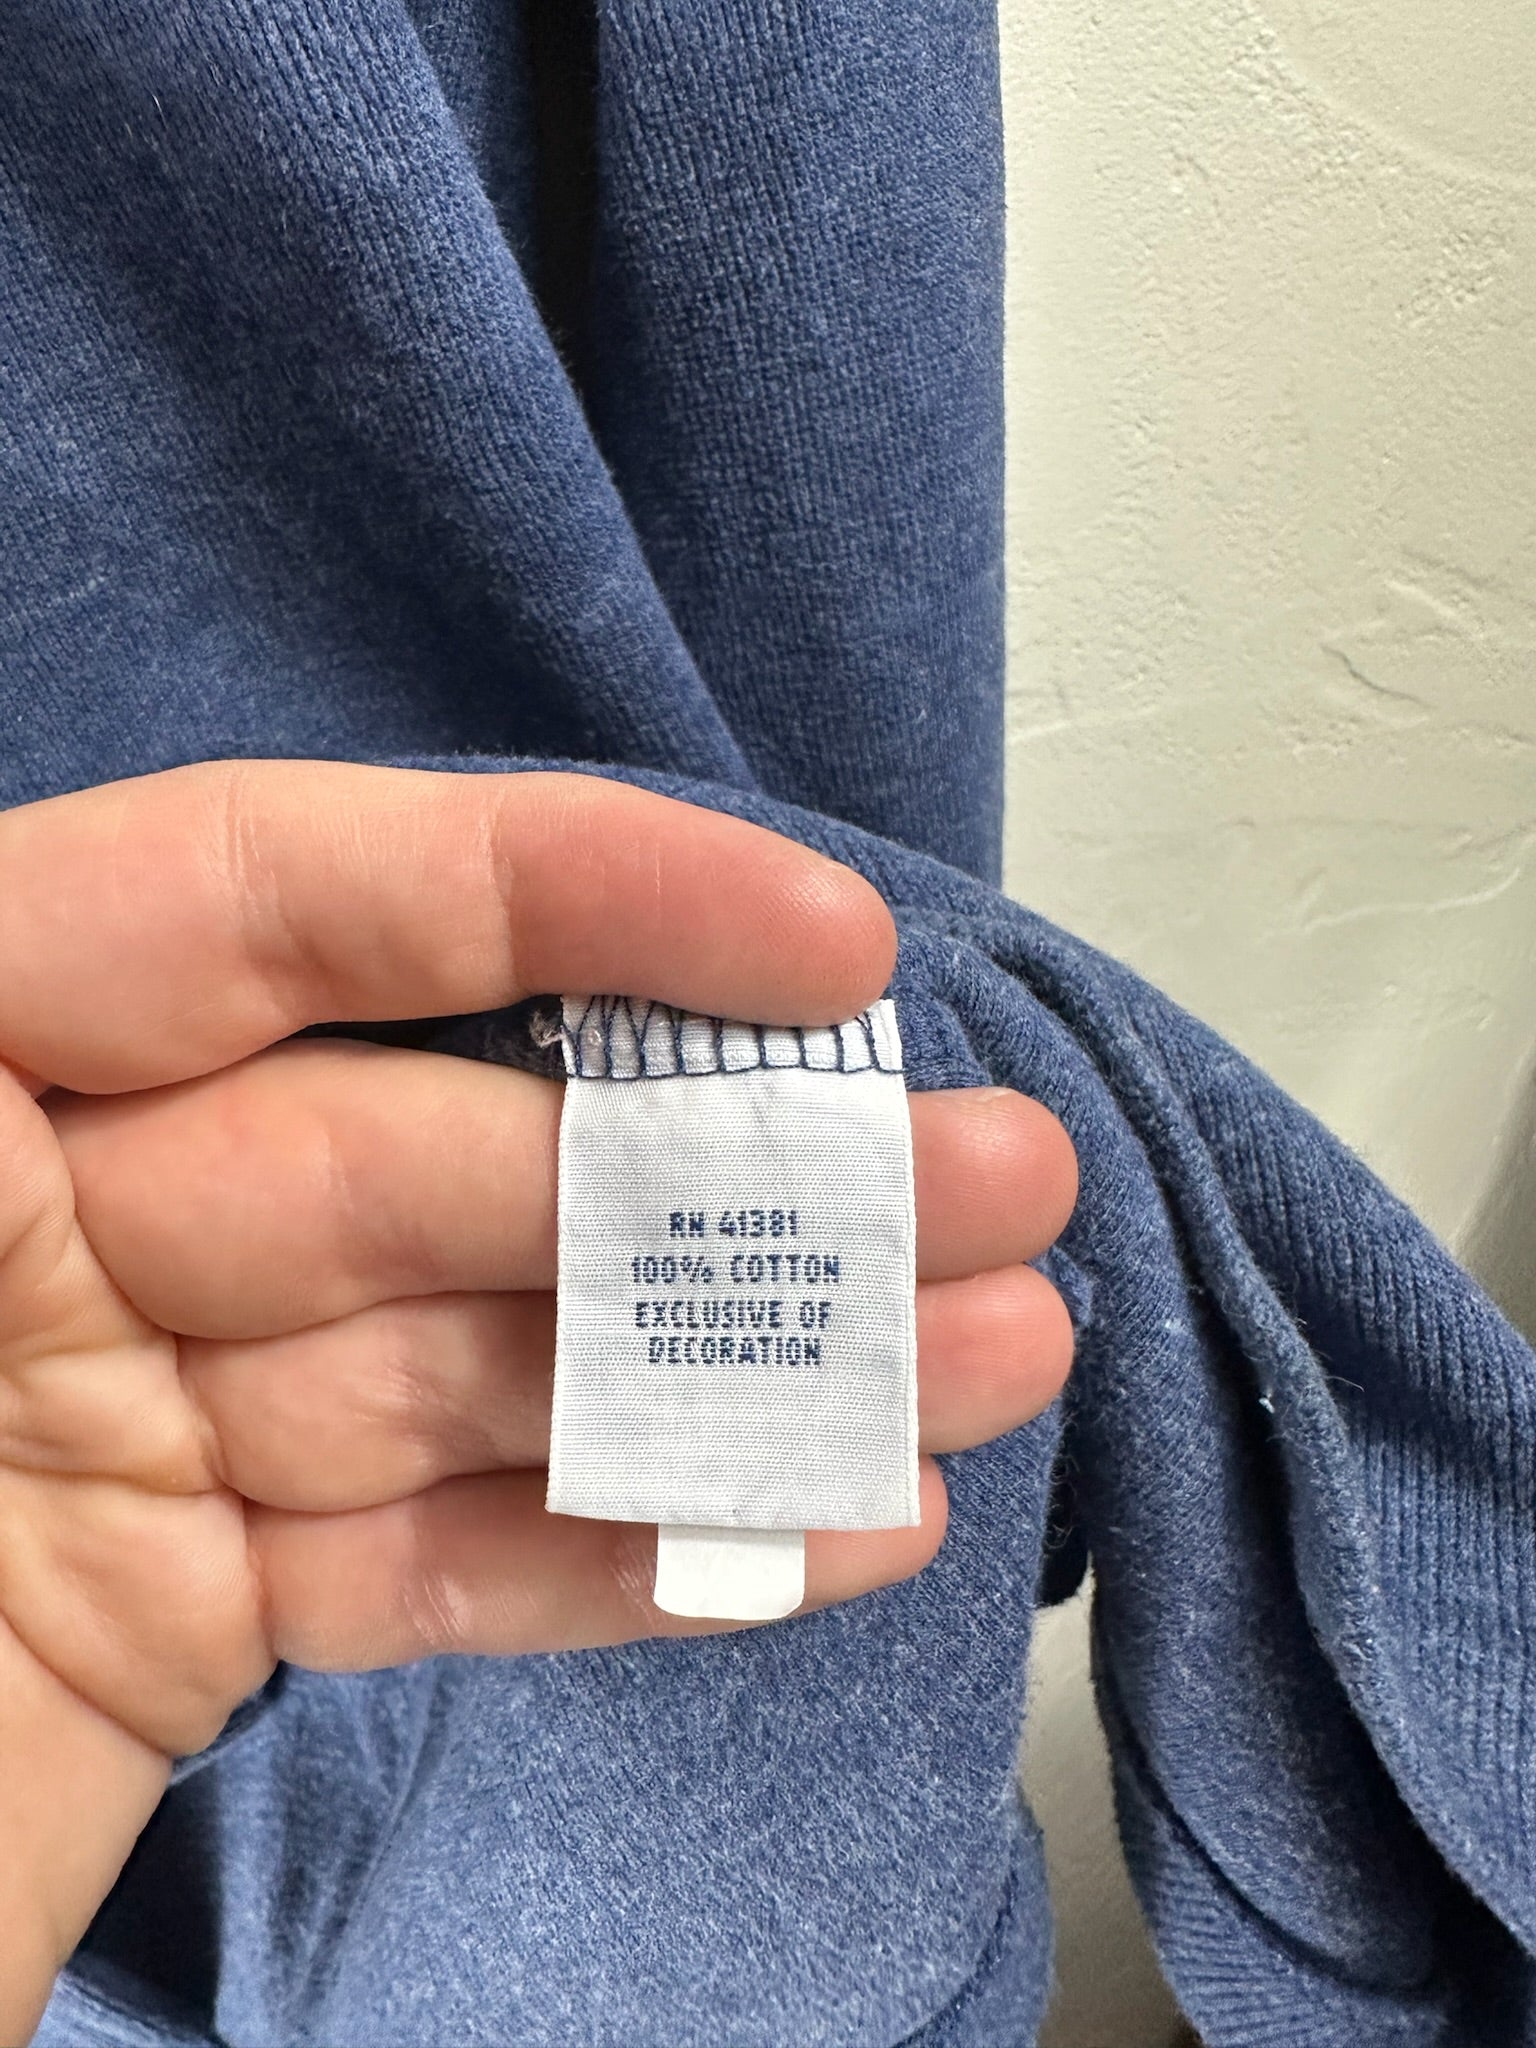 RN 41381
100% COTTON
EXCLUSIVE OF
DECORATION